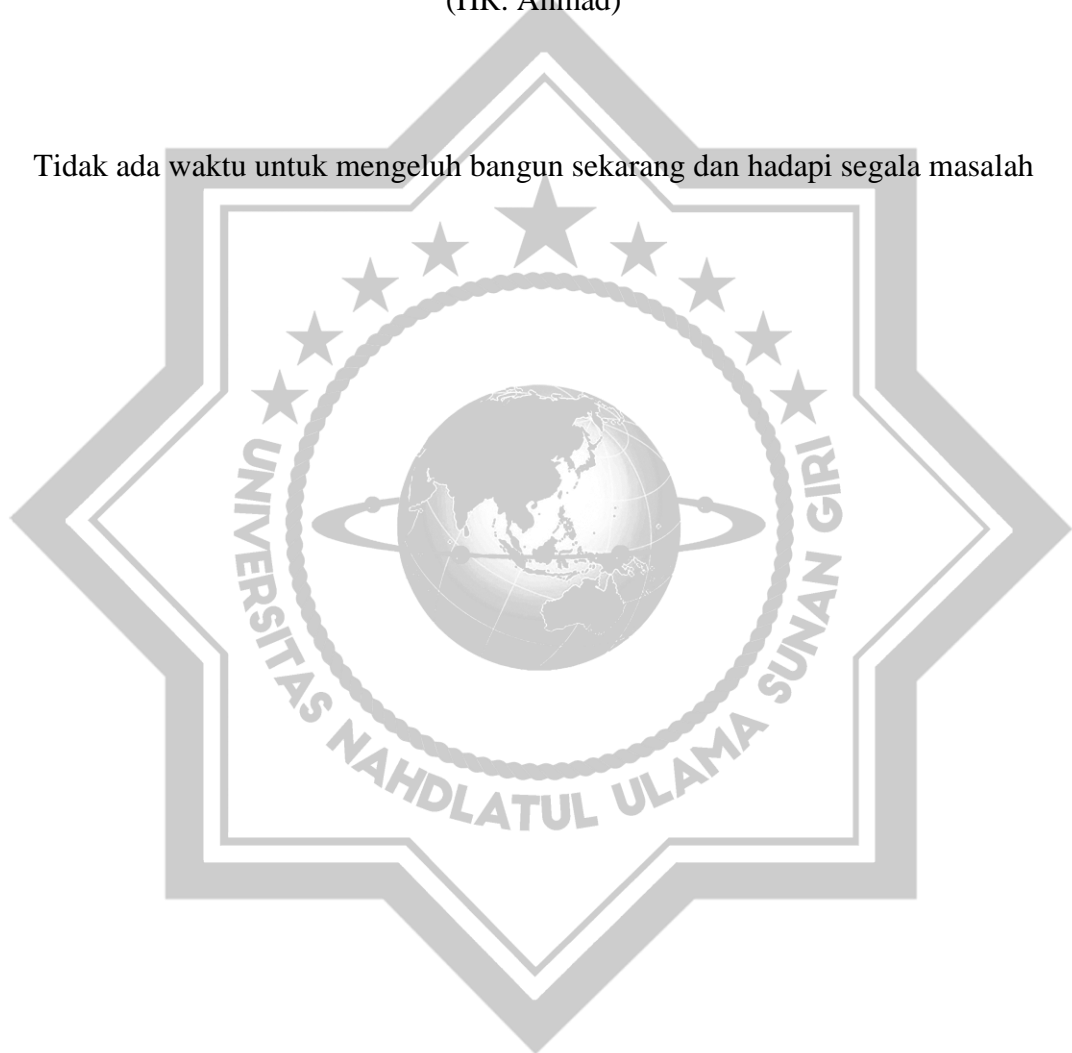 (HR. Ahmad)
Tidak ada waktu untuk mengeluh bangun sekarang dan hadapi segala masalah
UNIVERSITAS NAHDLATUL ULAMA SUNAN GIRI